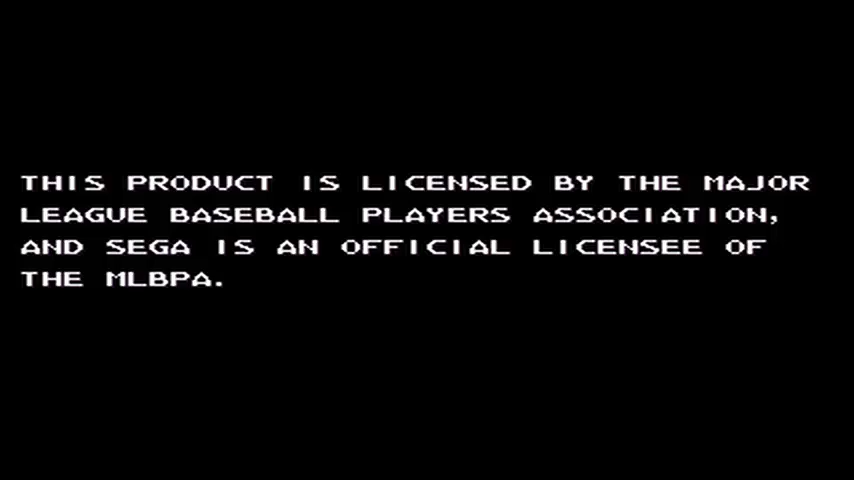 THIS PRODUCT IS LICENSED BY THE MAJOR
LEAGUE BASEBALL PLAYERS ASSOCIATION,
AND SEGA IS AN OFFICIAL LICENSEE OF
THE MLBPA.